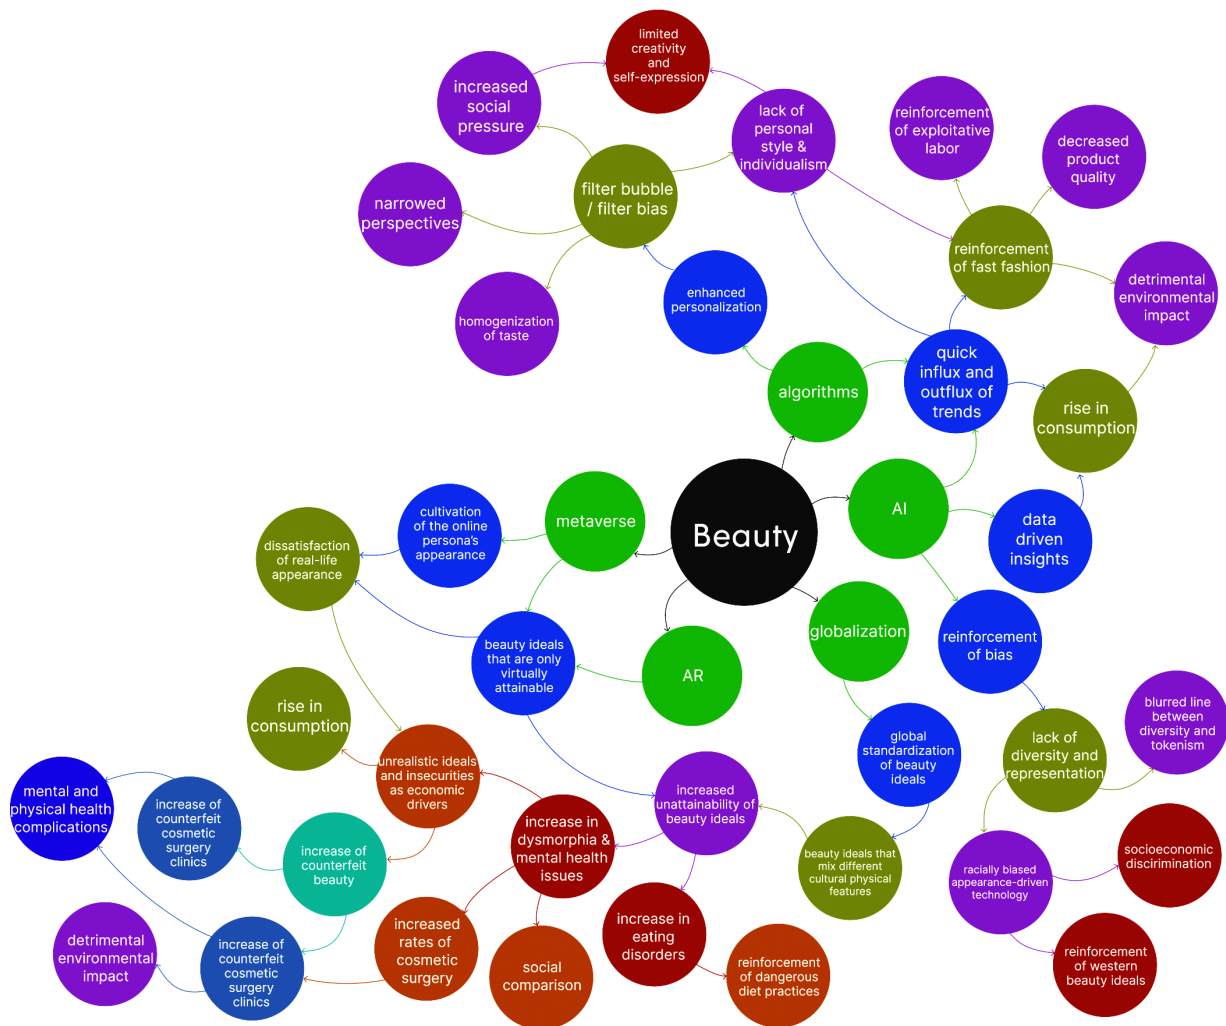 limited
creativity
and
self-expression
increased
social
pressure
lack of
personal
style &
individualism
reinforcement
of exploitative
labor
decreased
product
quality
filter bubble
/ filter bias
narrowed
perspectives
reinforcement
of fast fashion
detrimental
environmental
impact
enhanced
personalization
homogenization
of taste
quick
influx and
outflux of
trends
algorithms
rise in
consumption
AI
Beauty
metaverse
cultivation
of the online
persona's
appearance
dissatisfaction
of real-life
appearance
data
driven
insights
globalization
reinforcement
of bias
beauty ideals
that are only
virtually
attainable
AR
rise in
consumption
blurred line
between
diversity and
tokenism
global
standardization
of beauty
ideals
lack of
diversity and
representation
unrealistic ideals
and insecurities
as economic
drivers
increased
unattainability of
beauty ideals
mental and
physical health
complications
increase of
counterfeit
cosmetic
surgery
clinics
increase in
dysmorphia &
mental health
issues
increase of
counterfeit
beauty
beauty ideals that
mix different
cultural physical
features
racially biased
appearance-driven
technology
socioeconomic
discirimination
detrimental
environmental
impact
increase of
counterfeit
cosmetic
surgery
clinics
increased
rates of
cosmetic
surgery
social
comparison
increase in
eating
disorders
reinforcement
of dangerous
diet practices
reinforcement
of western
beauty ideals